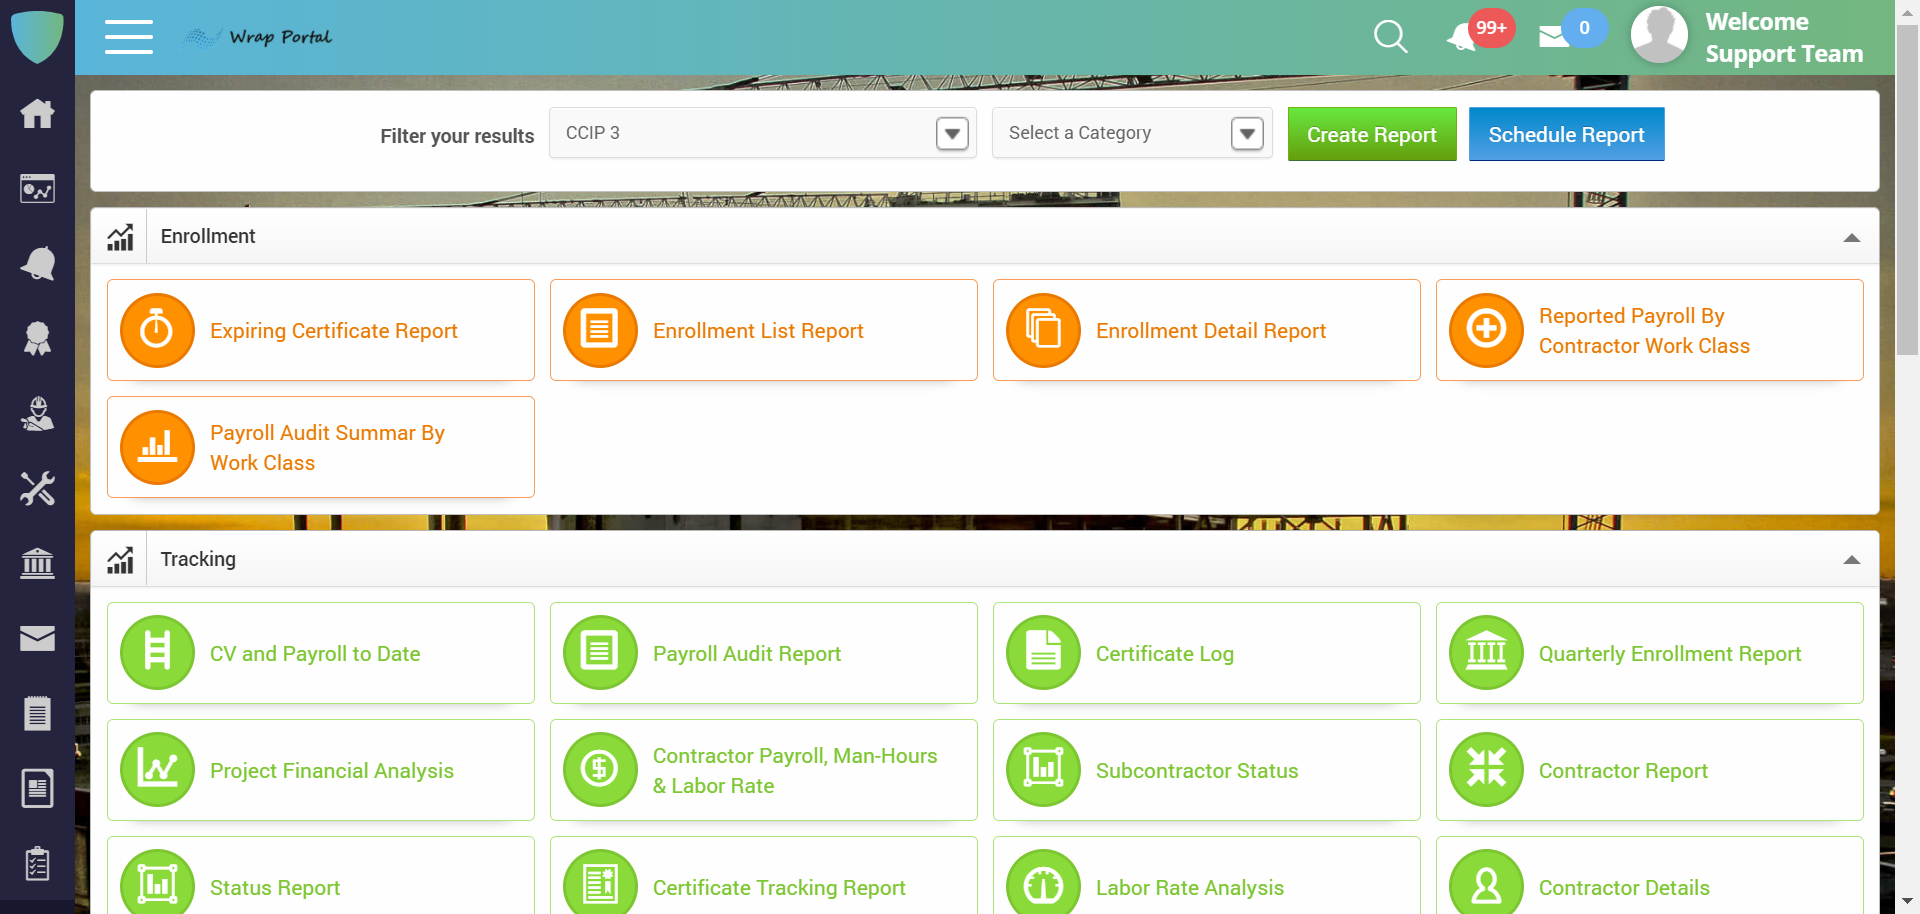 Wrap Portal
99+
0
Welcome
Support Team
Filter your results
CCIP 3
Select a Category
Create Report
Schedule Report
Enrollment
Expiring Certificate Report
Enrollment List Report
Enrollment Detail Report
Reported Payroll By
Contractor Work Class
Payroll Audit Summar By
Work Class
Tracking
CV and Payroll to Date
Payroll Audit Report
Certificate Log
Quarterly Enrollment Report
Project Financial Analysis
Contractor Payroll, Man-Hours
& Labor Rate
Subcontractor Status
Contractor Report
Status Report
Certificate Tracking Report
Labor Rate Analysis
Contractor Details